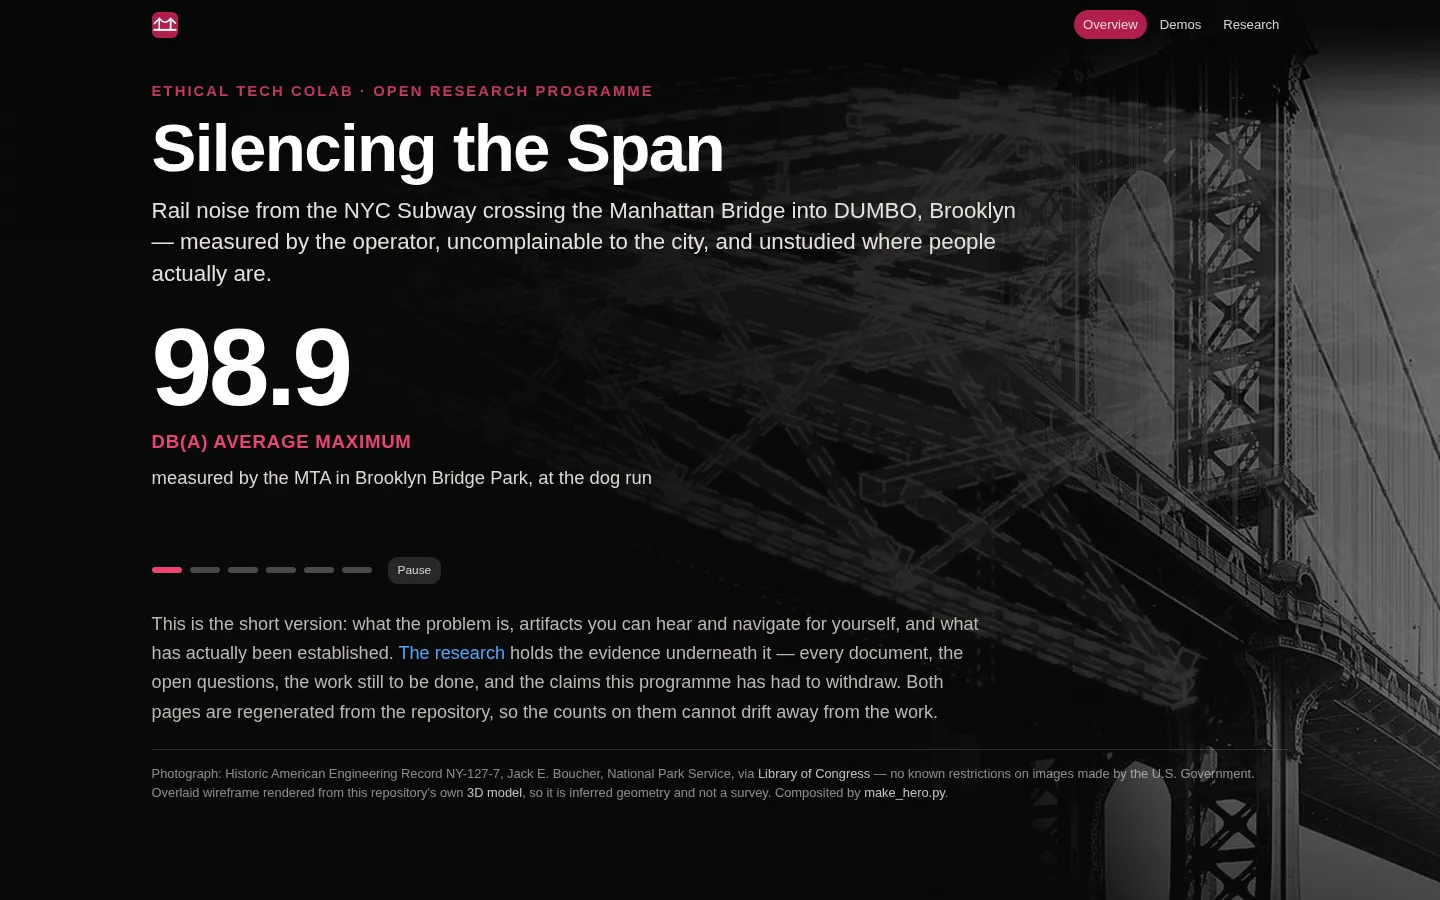 Overview Demos Research
ETHICAL TECH COLAB · OPEN RESEARCH PROGRAMME
Silencing the Span
Rail noise from the NYC Subway crossing the Manhattan Bridge into DUMBO, Brooklyn
— measured by the operator, uncomplainable to the city, and unstudied where people
actually are.
98.9
DB(A) AVERAGE MAXIMUM
measured by the MTA in Brooklyn Bridge Park, at the dog run
Pause
This is the short version: what the problem is, artifacts you can hear and navigate for yourself, and what
has actually been established. The research holds the evidence underneath it — every document, the
open questions, the work still to be done, and the claims this programme has had to withdraw. Both
pages are regenerated from the repository, so the counts on them cannot drift away from the work.
Photograph: Historic American Engineering Record NY-127-7, Jack E. Boucher, National Park Service, via Library of Congress — no known restrictions on images made by the U.S. Government.
Overlaid wireframe rendered from this repository's own 3D model, so it is inferred geometry and not a survey. Composited by make_hero.py.